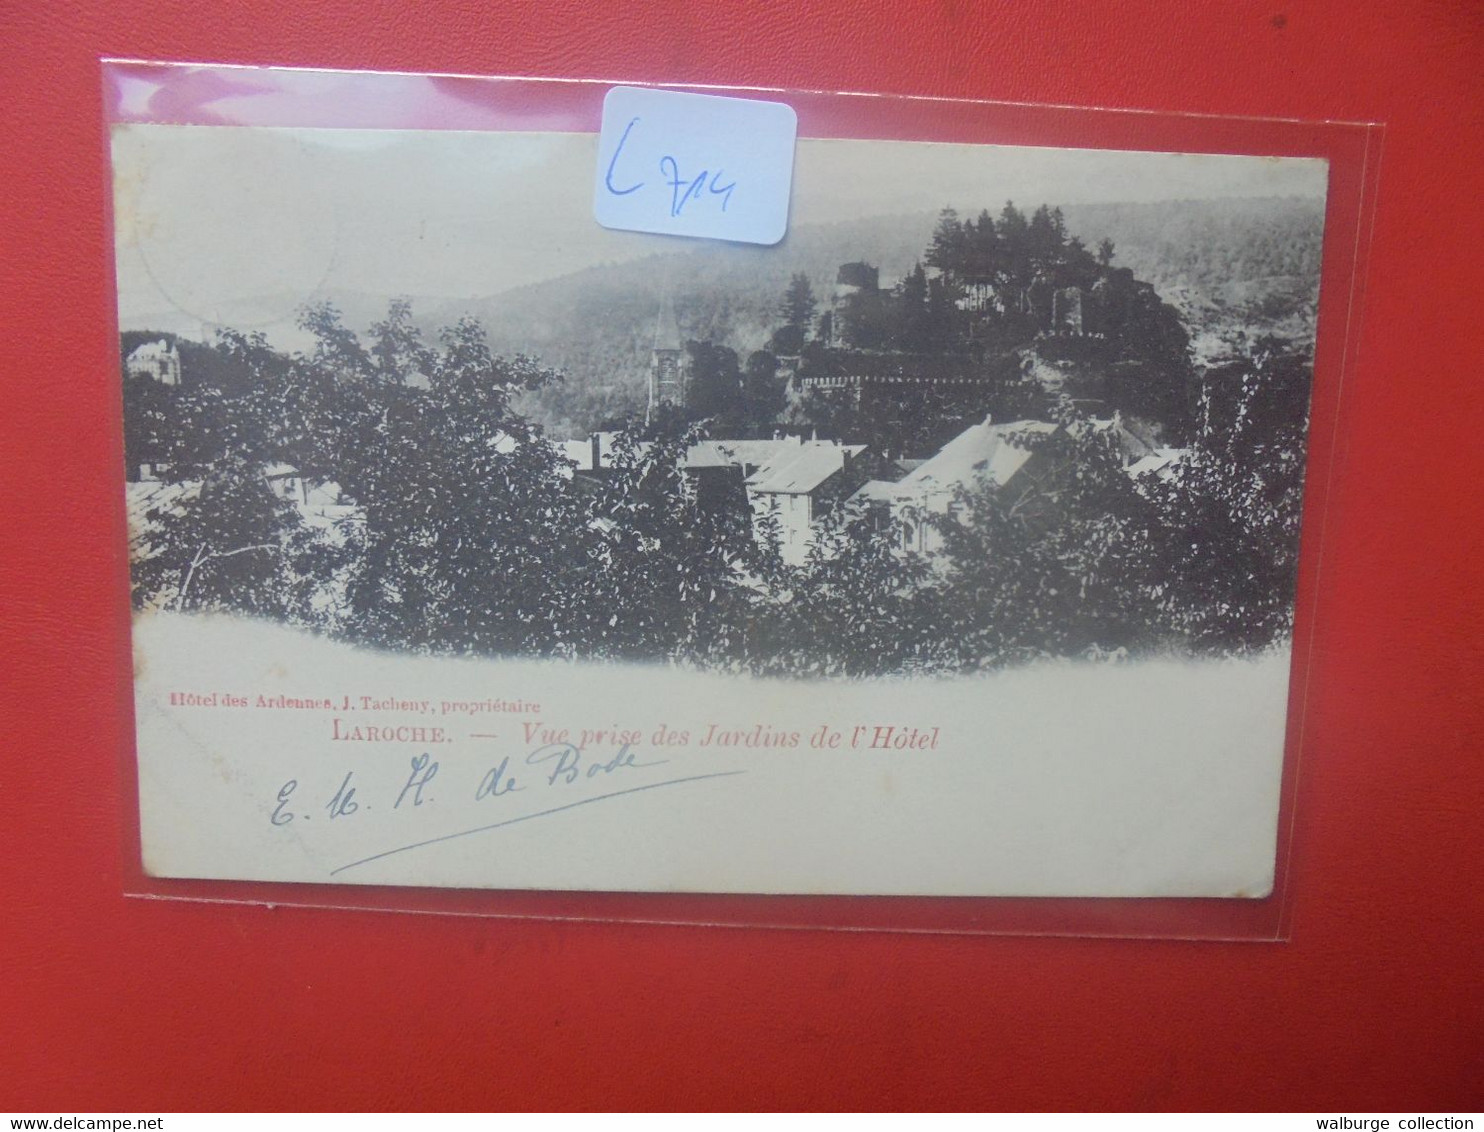 L 714
Hôtel des Ardennes, J. Tacheny, propriétaire
LAROCHE. — Vue prise des Jardins de l'Hôtel
E. M. H. de Bode
www.delcampe.net
walburge collection